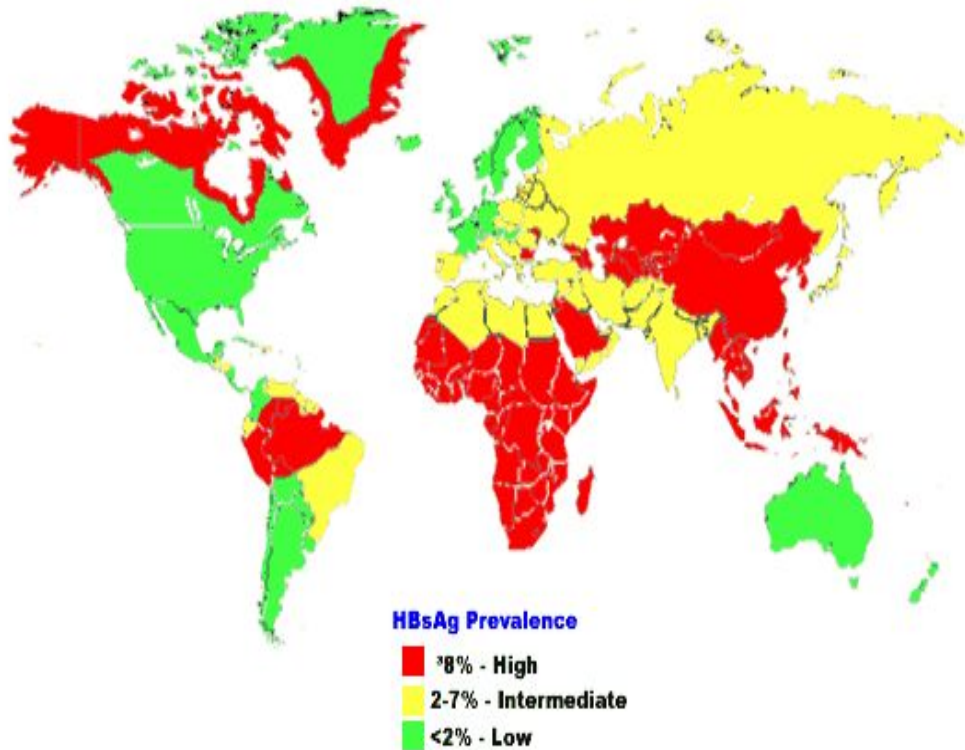 HBsAg Prevalence
³8% - High
2-7% - Intermediate
<2% - Low